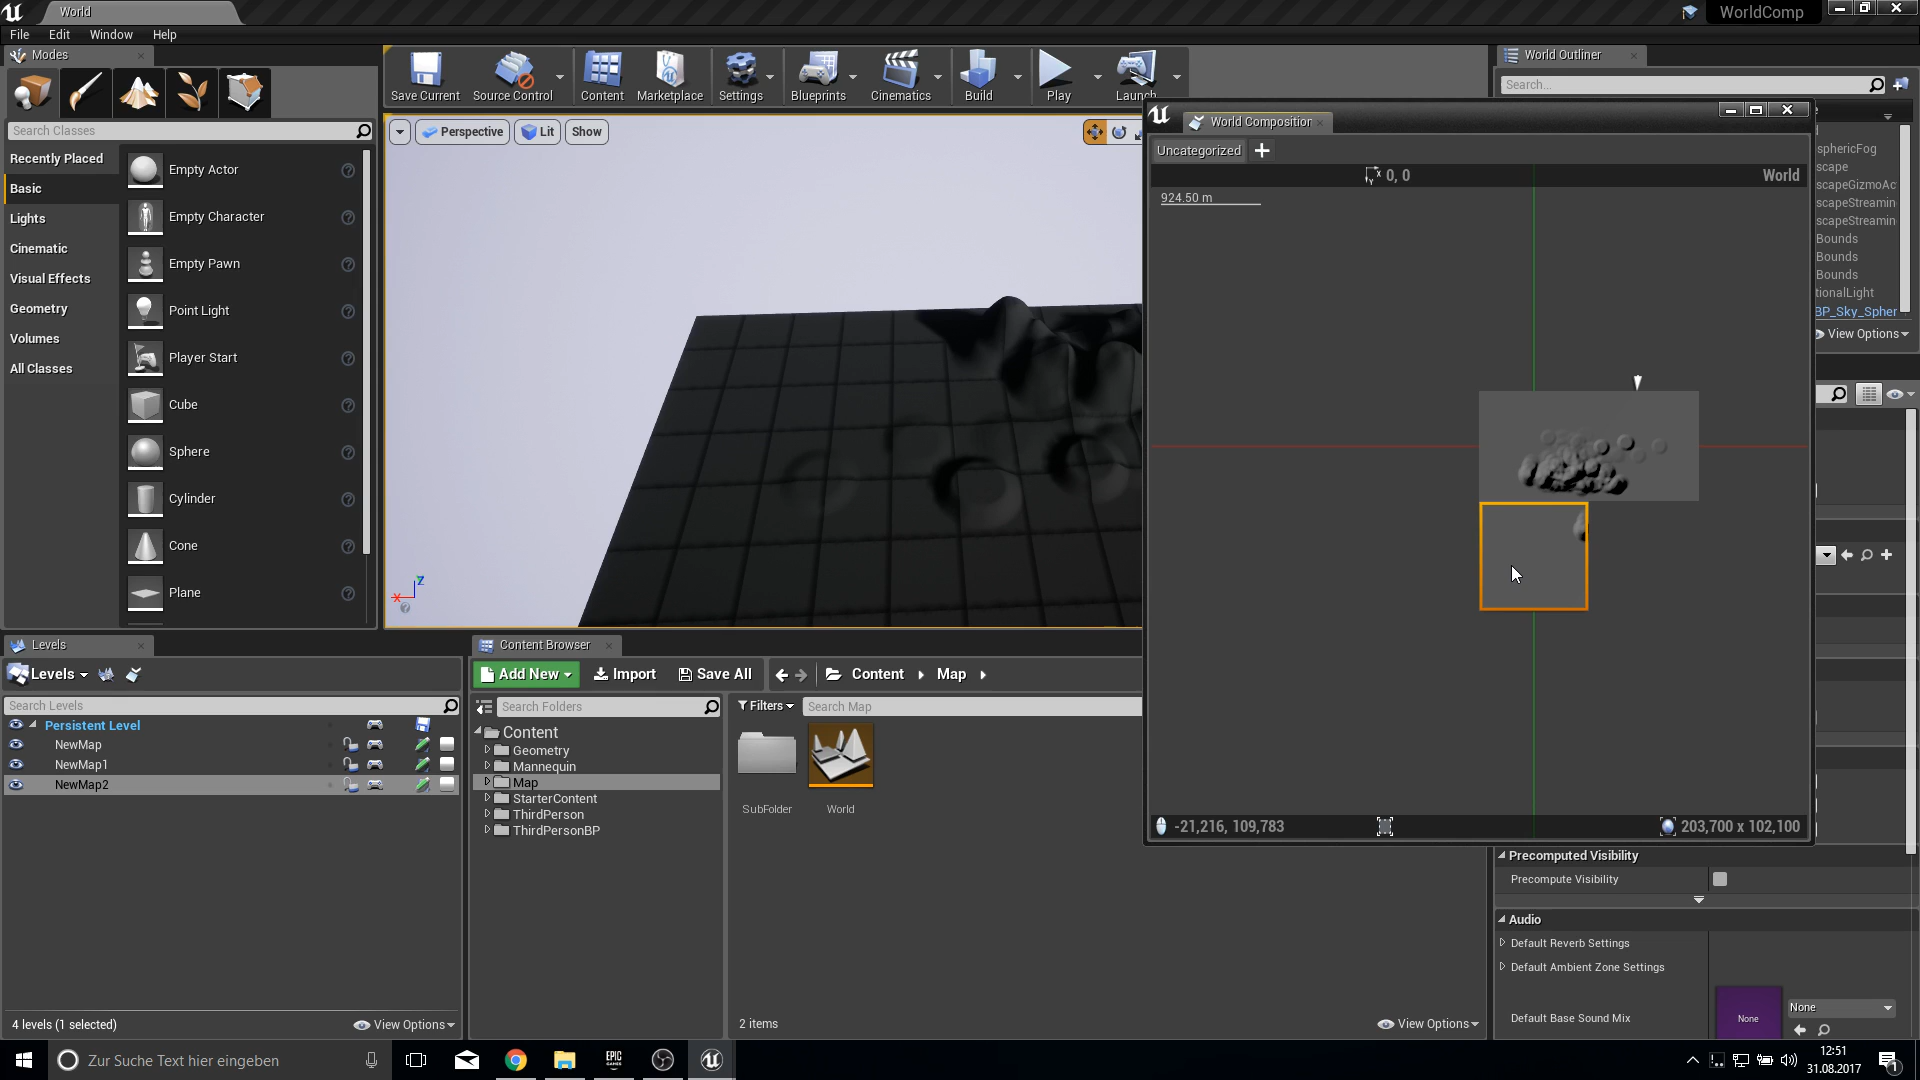 World
WorldComp
File Edit Window Help
Modes
Search Classes
Recently Placed
Basic
Lights
Cinematic
Visual Effects
Geometry
Volumes
All Classes
Empty Actor
Empty Character
Empty Pawn
Point Light
Player Start
Cube
Sphere
Cylinder
Cone
Plane
Save Current
Source Control
Content
Marketplace
Settings
Blueprints
Cinematics
Build
Play
Launch
Perspective
Lit
Show
X
Z
World Outliner
Search...
World Composition
Uncategorized
0, 0
World
924.50 m
-21,216, 109,783
203,700 x 102,100
sphericFog
scape
scapeGizmoAc
scapeStreamin
scapeStreamin
Bounds
Bounds
Bounds
tionalLight
BP_Sky_Spher
View Options
Levels
Levels
Search Levels
Persistent Level
NewMap
NewMap1
NewMap2
4 levels (1 selected)
View Options
Content Browser
Add New
Import
Save All
Content
Map
Search Folders
Filters
Search Map
Content
Geometry
Mannequin
Map
StarterContent
ThirdPerson
ThirdPersonBP
SubFolder
World
2 items
View Options
Precomputed Visibility
Precompute Visibility
Audio
Default Reverb Settings
Default Ambient Zone Settings
Default Base Sound Mix
None
None
Zur Suche Text hier eingeben
EPIC
GAMES
12:51
31.08.2017
1